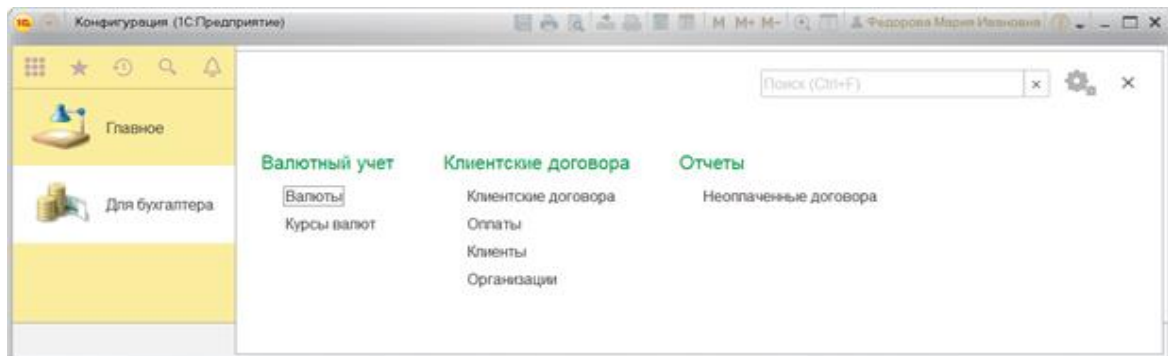 1С Конфигурация (1С:Предприятие) M M+ M- Федорова Мария Ивановна
Поиск (Ctrl+F)
Главное
Для бухгалтера
Валютный учет
Валюты
Курсы валют
Клиентские договора
Клиентские договора
Оплаты
Клиенты
Организации
Отчеты
Неоплаченные договора